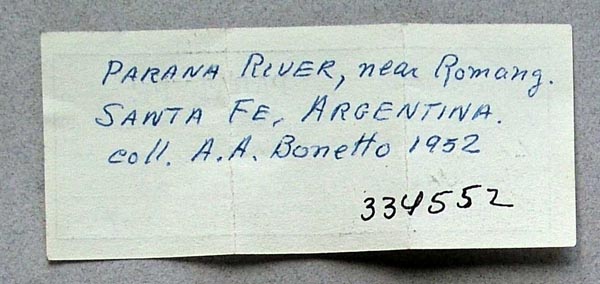 PARANA RIVER, near Romang.
SANTA FE, ARGENTINA.
coll. A.A. Bonetto 1952
334552